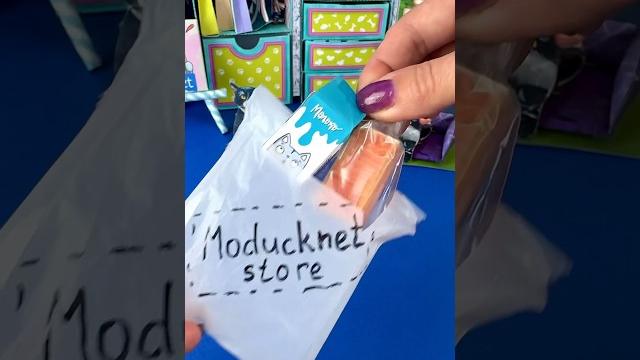 Молоко
Moducknet
store